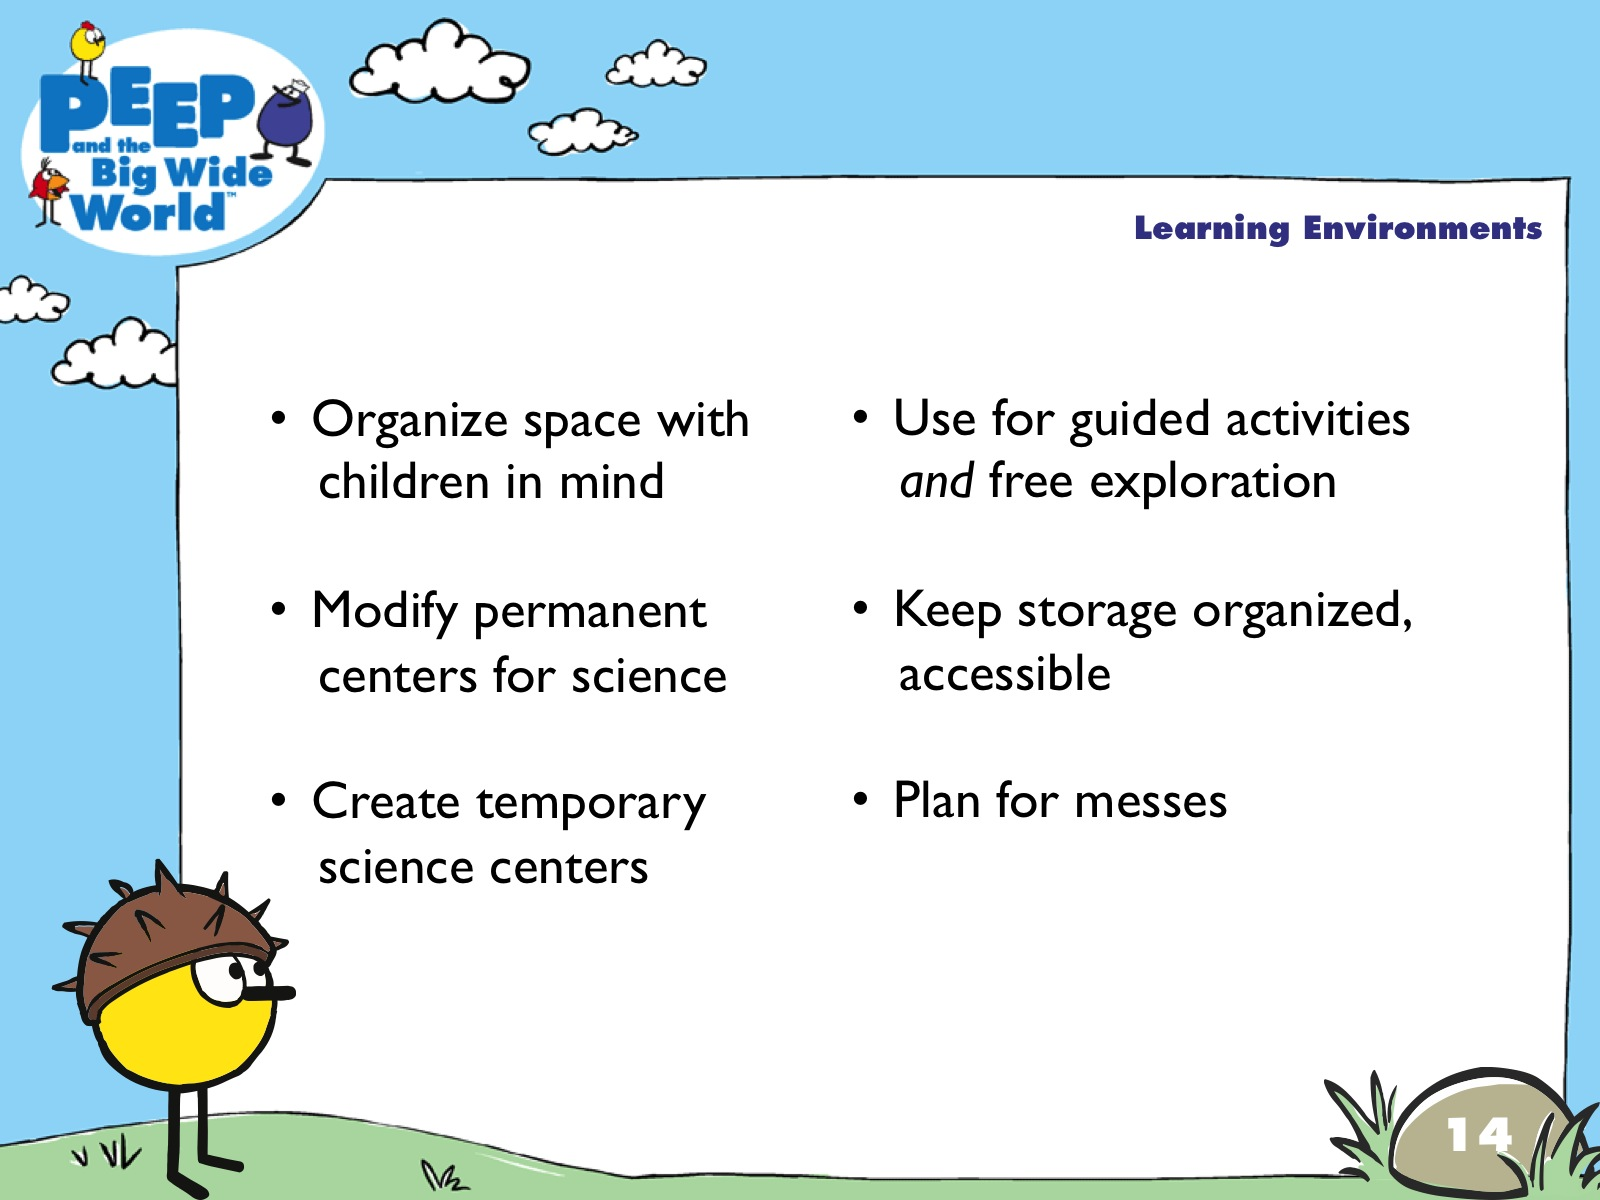 PEEP
and the
Big Wide
World™
Learning Environments
• Organize space with
children in mind
• Modify permanent
centers for science
• Create temporary
science centers
• Use for guided activities
and free exploration
• Keep storage organized,
accessible
• Plan for messes
14